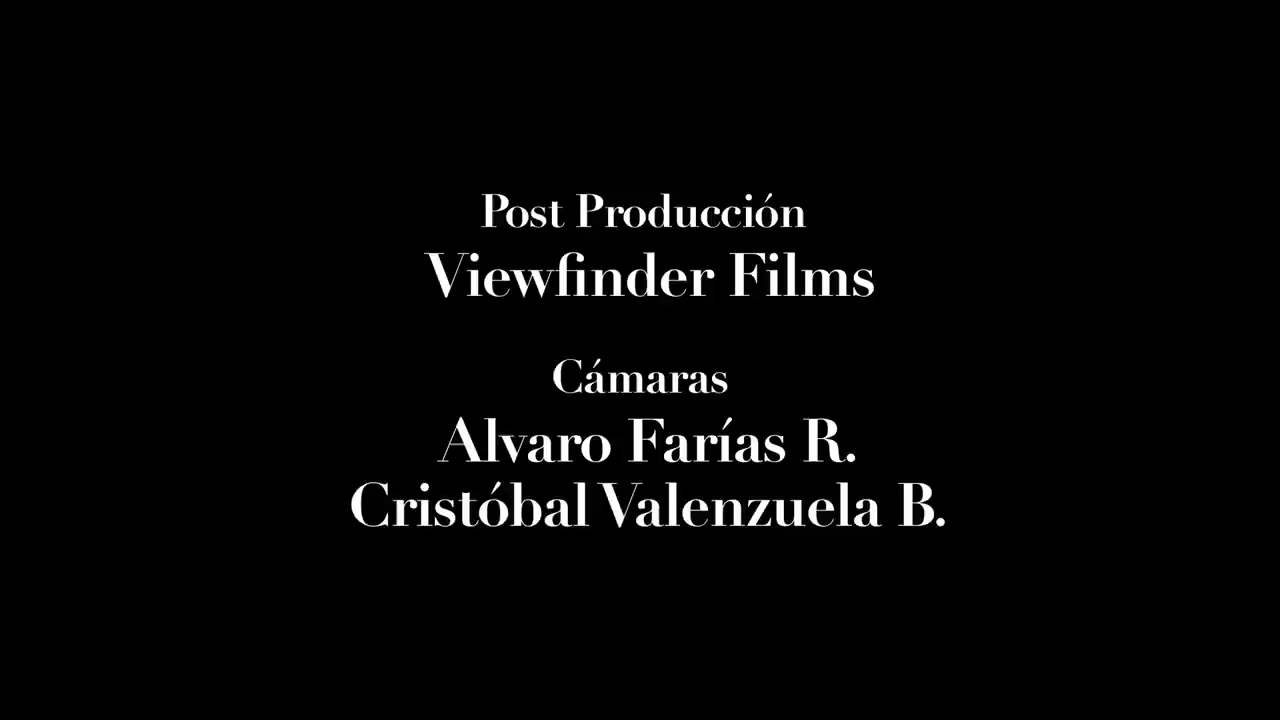 Post Producción
Viewfinder Films
Cámaras
Alvaro Farías R.
Cristóbal Valenzuela B.